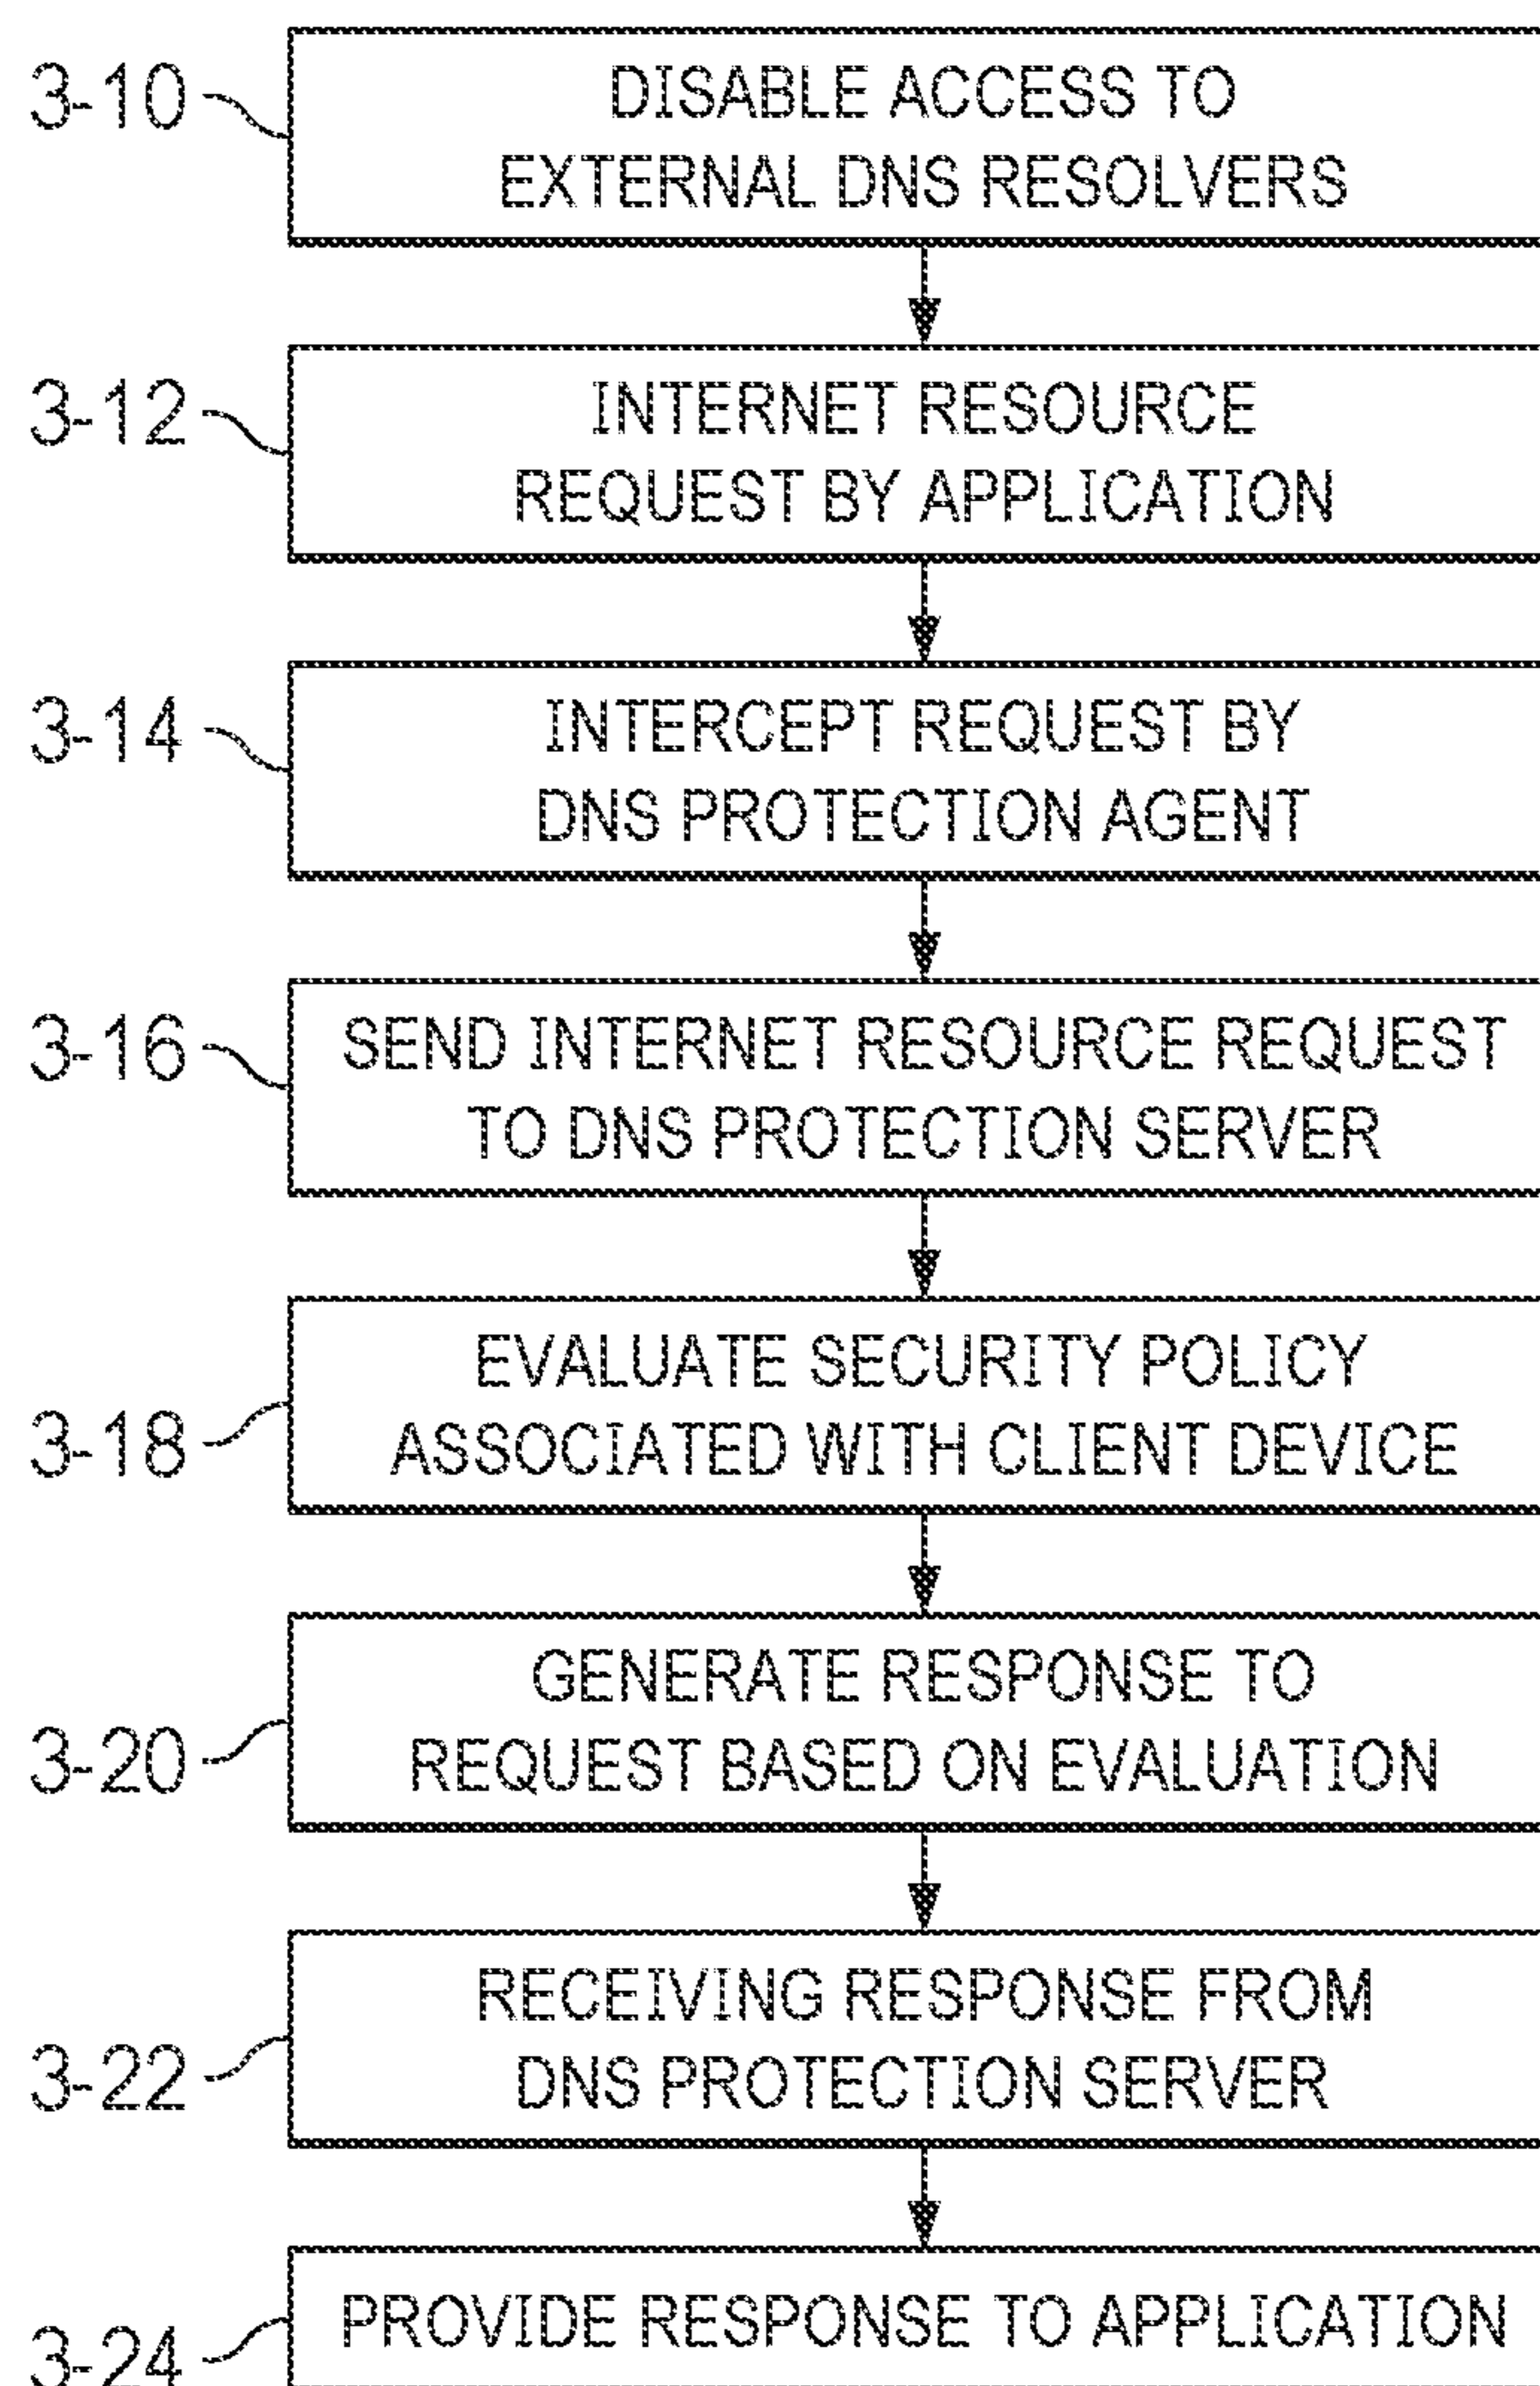 3-10
DISABLE ACCESS TO
EXTERNAL DNS RESOLVERS
3-12
INTERNET RESOURCE
REQUEST BY APPLICATION
3-14
INTERCEPT REQUEST BY
DNS PROTECTION AGENT
3-16
SEND INTERNET RESOURCE REQUEST
TO DNS PROTECTION SERVER
3-18
EVALUATE SECURITY POLICY
ASSOCIATED WITH CLIENT DEVICE
3-20
GENERATE RESPONSE TO
REQUEST BASED ON EVALUATION
3-22
RECEIVING RESPONSE FROM
DNS PROTECTION SERVER
3-24
PROVIDE RESPONSE TO APPLICATION